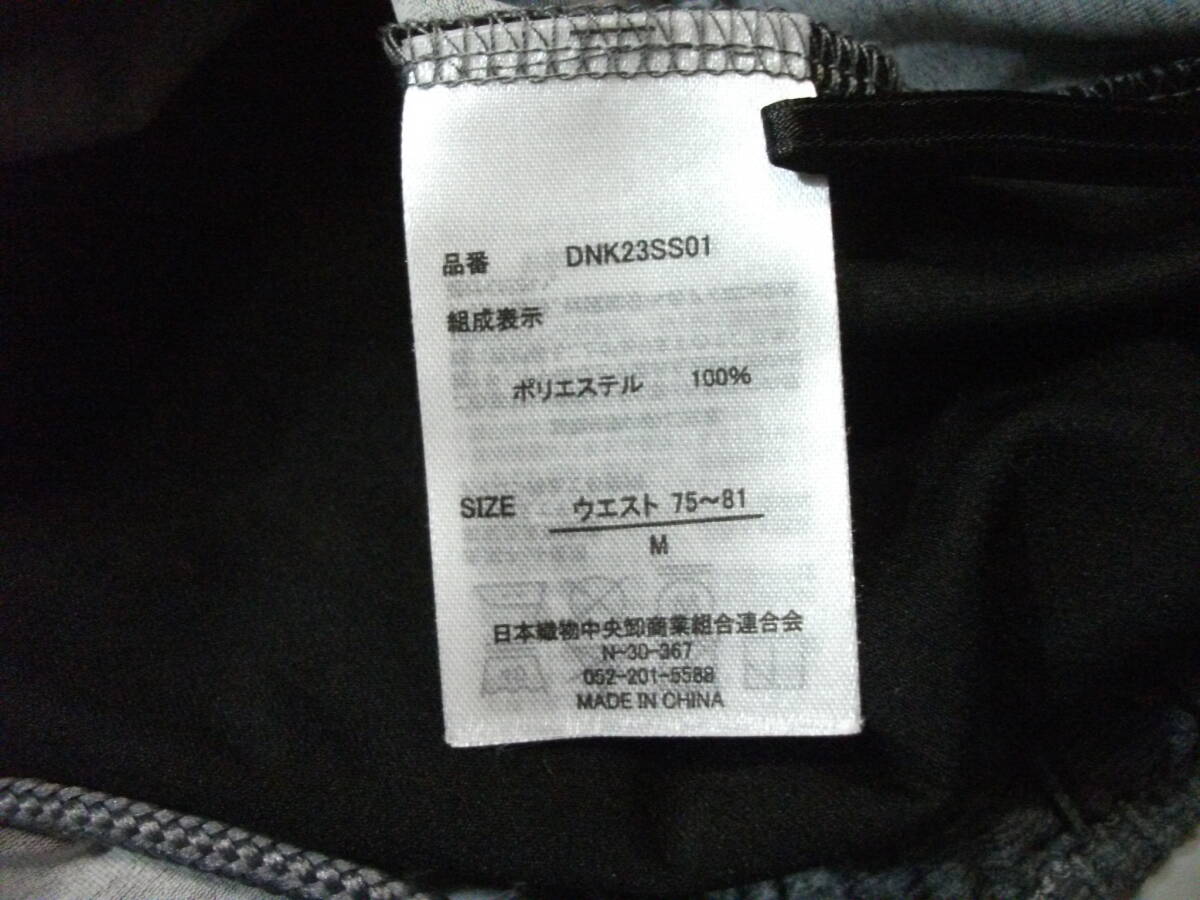 品番 DNK23SS01
組成表示
ポリエステル 100%
SIZE ウエスト 75～81
M
日本織物中央卸商業組合連合会
N-30-367
052-201-5588
MADE IN CHINA